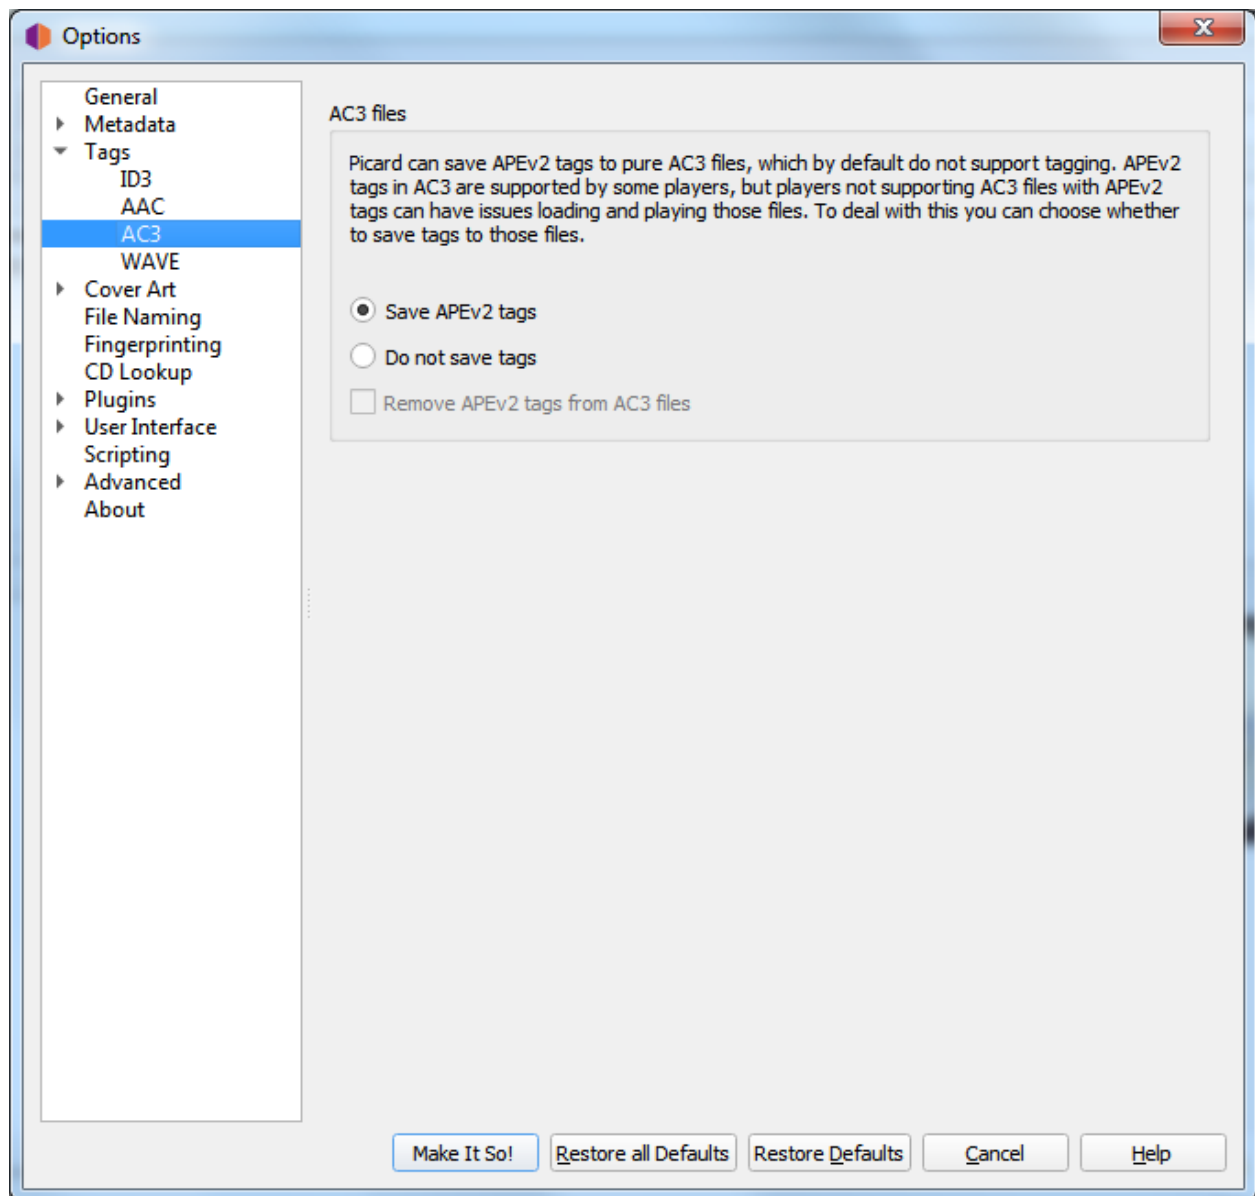 Options
General
Metadata
Tags
ID3
AAC
AC3
WAVE
Cover Art
File Naming
Fingerprinting
CD Lookup
Plugins
User Interface
Scripting
Advanced
About
AC3 files
Picard can save APEv2 tags to pure AC3 files, which by default do not support tagging. APEv2
tags in AC3 are supported by some players, but players not supporting AC3 files with APEv2
tags can have issues loading and playing those files. To deal with this you can choose whether
to save tags to those files.
Save APEv2 tags
Do not save tags
Remove APEv2 tags from AC3 files
Make It So!
Restore all Defaults
Restore Defaults
Cancel
Help